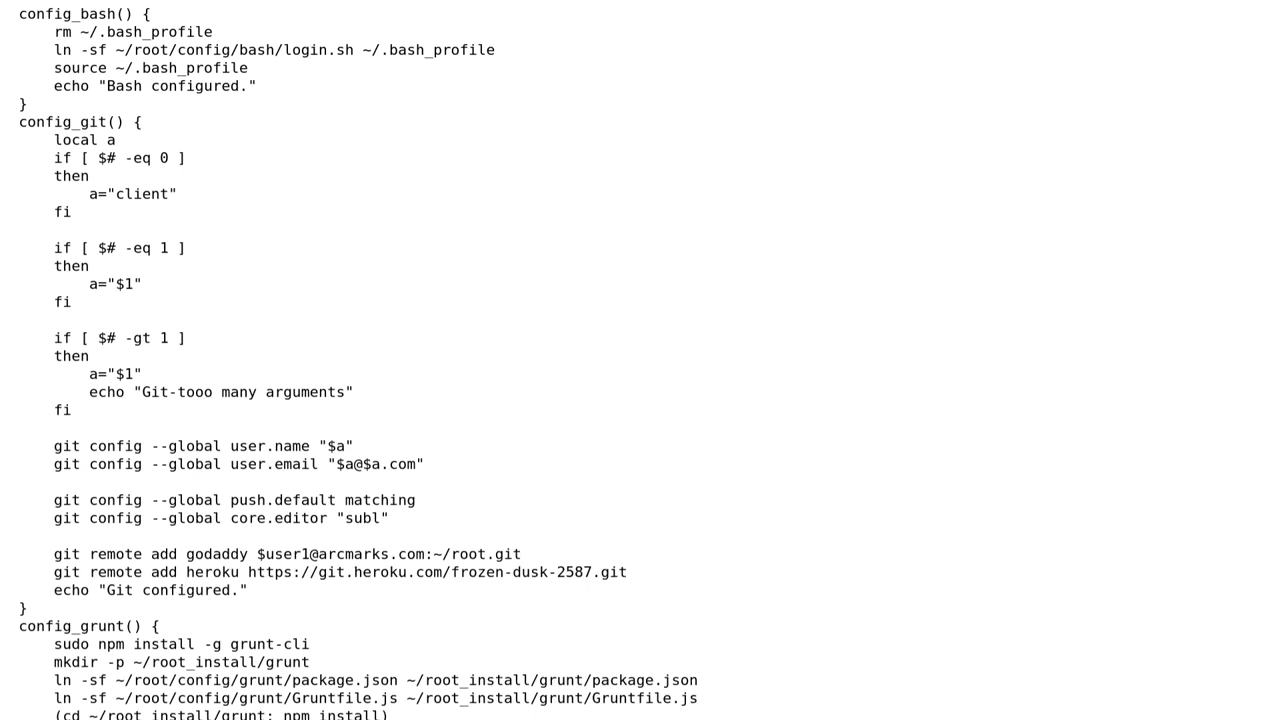 config_bash() {
    rm ~/.bash_profile
    ln -sf ~/root/config/bash/login.sh ~/.bash_profile
    source ~/.bash_profile
    echo "Bash configured."
}
config_git() {
    local a
    if [ $# -eq 0 ]
    then
        a="client"
    fi

    if [ $# -eq 1 ]
    then
        a="$1"
    fi

    if [ $# -gt 1 ]
    then
        a="$1"
        echo "Git-tooo many arguments"
    fi

    git config --global user.name "$a"
    git config --global user.email "$a@$a.com"

    git config --global push.default matching
    git config --global core.editor "subl"

    git remote add godaddy $user1@arcmarks.com:~/root.git
    git remote add heroku https://git.heroku.com/frozen-dusk-2587.git
    echo "Git configured."
}
config_grunt() {
    sudo npm install -g grunt-cli
    mkdir -p ~/root_install/grunt
    ln -sf ~/root/config/grunt/package.json ~/root_install/grunt/package.json
    ln -sf ~/root/config/grunt/Gruntfile.js ~/root_install/grunt/Gruntfile.js
    (cd ~/root_install/grunt; npm install)